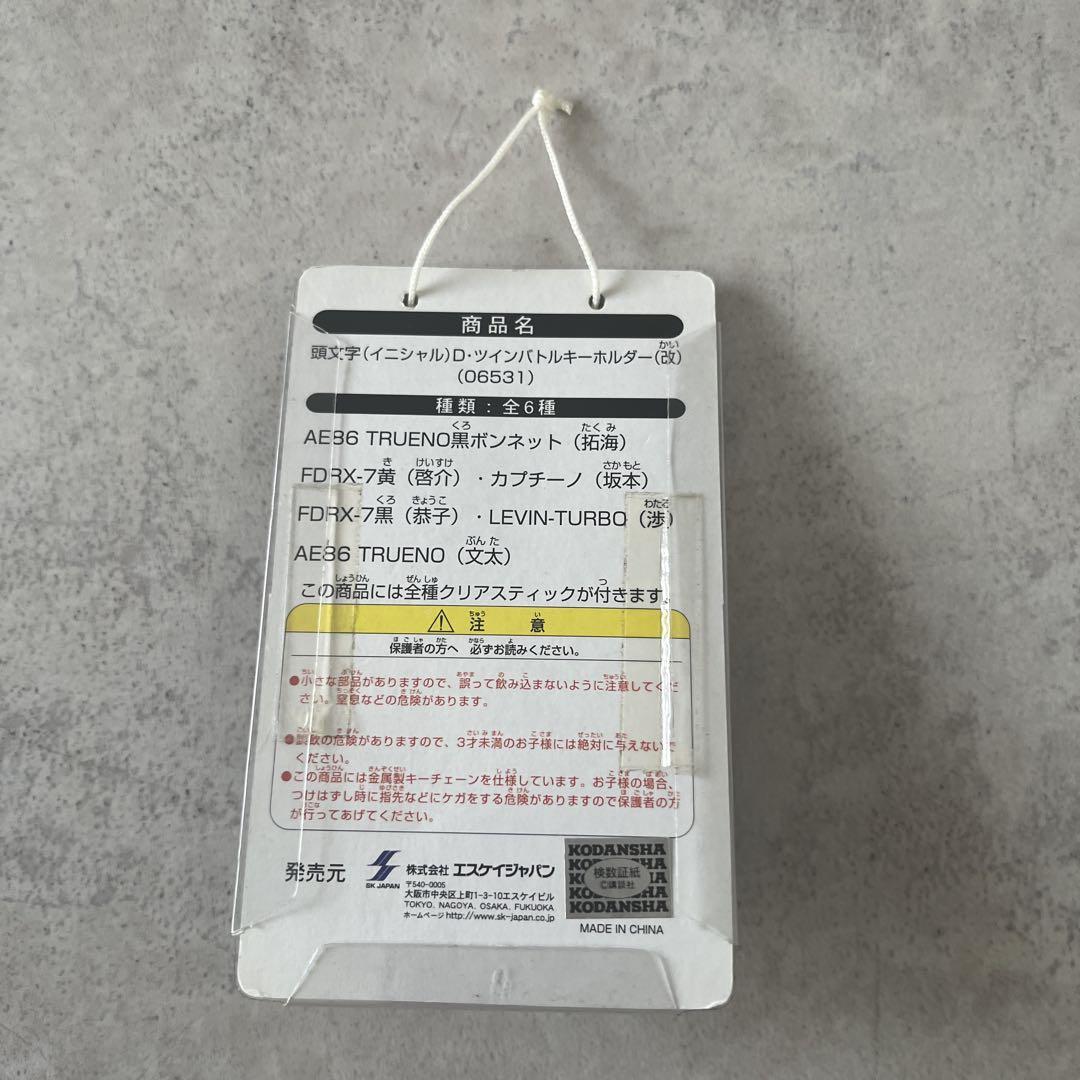 商品名
頭文字(イニシャル)D・ツインバトルキーホルダー(改)
(06531)
種類:全6種
AE86 TRUENO黒ボンネット(拓海)
FDRX-7黄(啓介)・カプチーノ(坂本)
FDRX-7黒(恭子)・LEVIN-TURBO(渉)
AE86 TRUENO(文太)
この商品には全種クリアスティックが付きます。
⚠ 注意
保護者の方へ 必ずお読みください。
●小さな部品がありますので、誤って飲み込まないように注意してくだ
さい。窒息などの危険があります。
●誤飲の危険がありますので、3才未満のお子様には絶対に与えないで
ください。
●この商品には金属製キーチェーンを仕様しています。お子様の場合、
つけはずし時に指先などにケガをする危険がありますので保護者の方
が行ってあげてください。
発売元
SK JAPAN
株式会社 エスケイジャパン
〒540-0005
大阪市中央区上町1-3-10エスケイビル
TOKYO. NAGOYA. OSAKA. FUKUOKA
ホームページ http://www.sk-japan.co.jp
KODANSHA
検数証紙
©講談社
KODANSHA
MADE IN CHINA